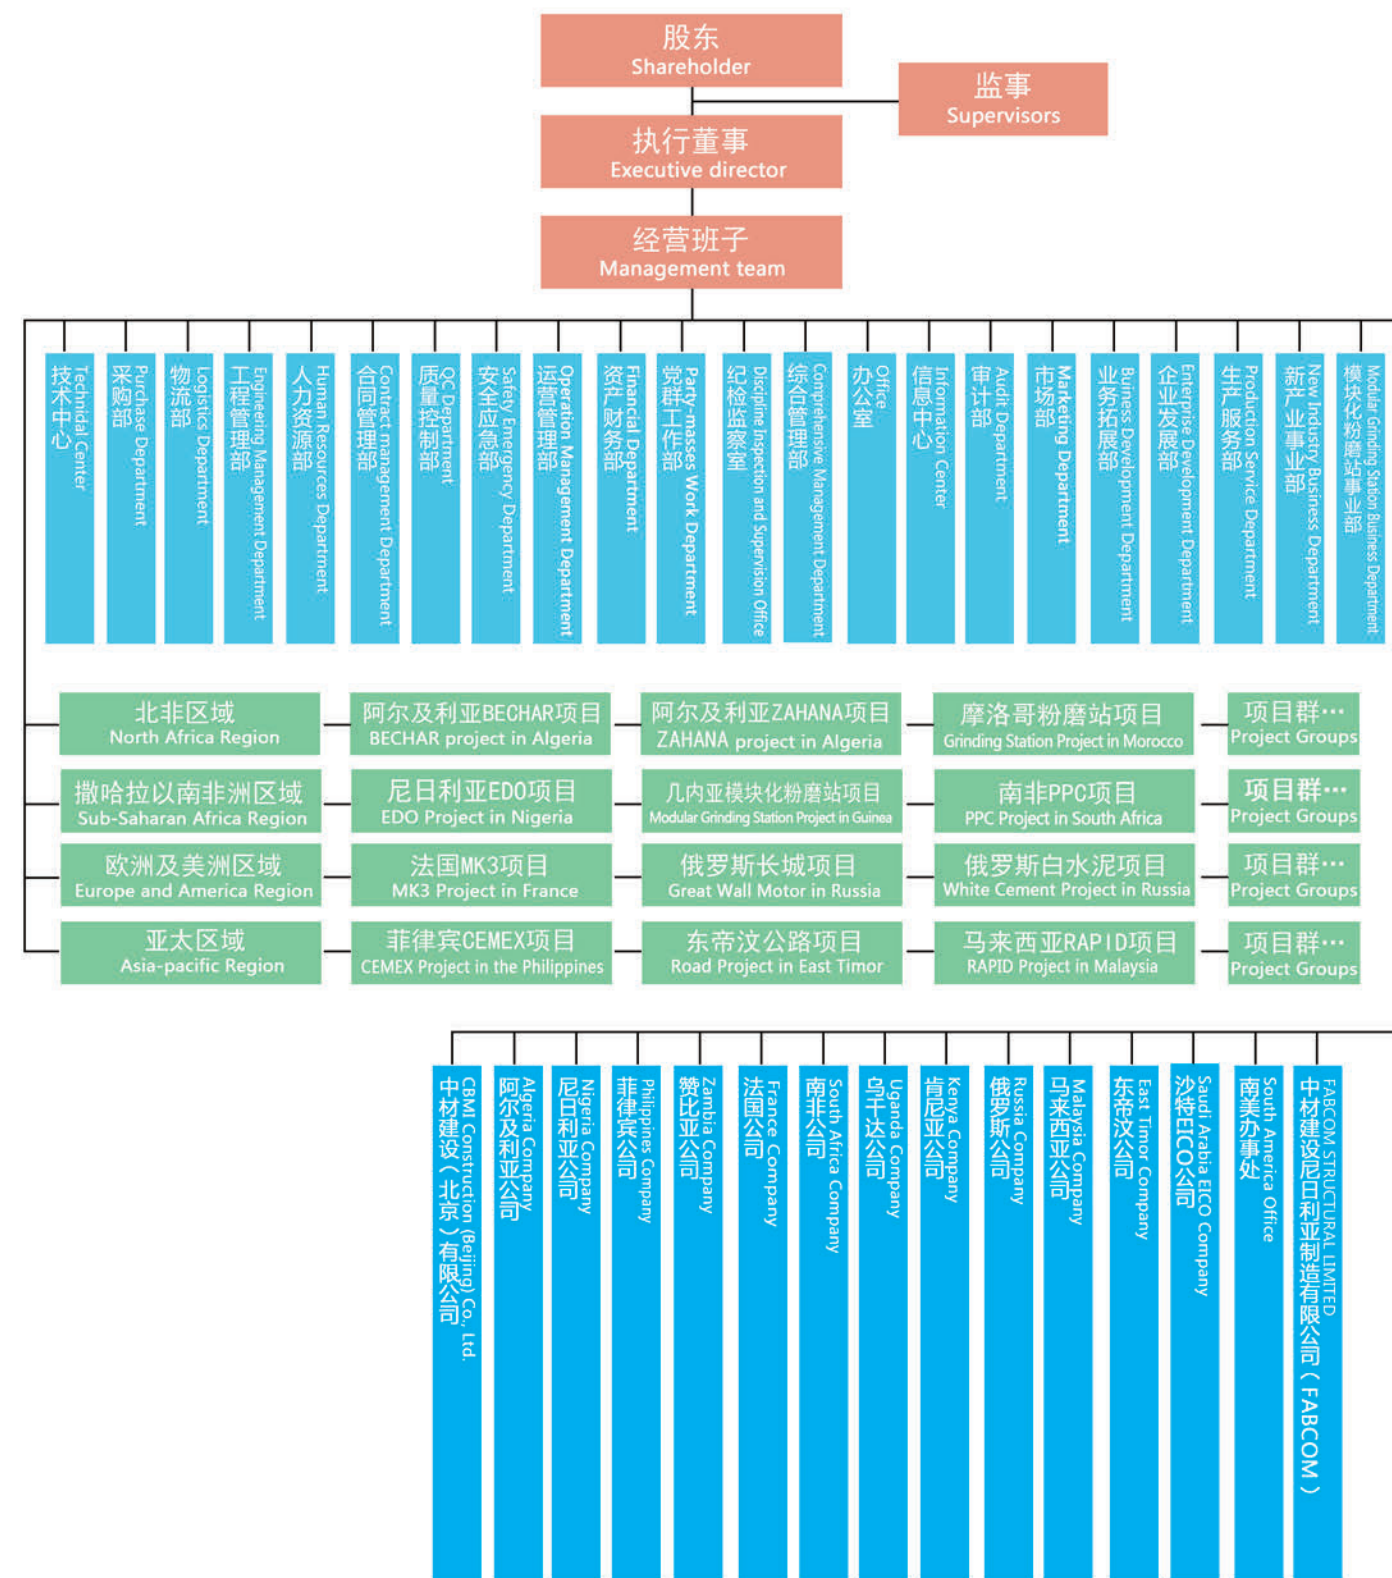 股东
Shareholder
监事
Supervisors
执行董事
Executive director
经营班子
Management team
Technidal Center
技术中心
Purchase Department
采购部
Logistics Department
物流部
Engineering Management Department
工程管理部
Human Resources Department
人力资源部
Contract management Department
合同管理部
QC Department
质量控制部
Safety Emergency Department
安全应急部
Operation Management Department
运营管理部
Financial Department
资产财务部
Party-masses Work Department
党群工作部
Discipline Inspection and Supervision Office
纪检监察室
Comprehensive Management Department
综合管理部
Office
办公室
Information Center
信息中心
Audit Department
审计部
Marketing Department
市场部
Business Development Department
业务拓展部
Enterprise Development Department
企业发展部
Production Service Department
生产服务部
New Industry Business Department
新产业事业部
Modular Grinding Station Business Department
模块化粉磨站事业部
北非区域
North Africa Region
阿尔及利亚BECHAR项目
BECHAR project in Algeria
阿尔及利亚ZAHANA项目
ZAHANA project in Algeria
摩洛哥粉磨站项目
Grinding Station Project in Morocco
项目群…
Project Groups
撒哈拉以南非洲区域
Sub-Saharan Africa Region
尼日利亚EDO项目
EDO Project in Nigeria
几内亚模块化粉磨站项目
Modular Grinding Station Project in Guinea
南非PPC项目
PPC Project in South Africa
项目群…
Project Groups
欧洲及美洲区域
Europe and America Region
法国MK3项目
MK3 Project in France
俄罗斯长城项目
Great Wall Motor in Russia
俄罗斯白水泥项目
White Cement Project in Russia
项目群…
Project Groups
亚太区域
Asia-pacific Region
菲律宾CEMEX项目
CEMEX Project in the Philippines
东帝汶公路项目
Road Project in East Timor
马来西亚RAPID项目
RAPID Project in Malaysia
项目群…
Project Groups
CBMI Construction (Beijing) Co., Ltd.
中材建设（北京）有限公司
Algeria Company
阿尔及利亚公司
Nigeria Company
尼日利亚公司
Philippines Company
菲律宾公司
Zambia Company
赞比亚公司
France Company
法国公司
South Africa Company
南非公司
Uganda Company
乌干达公司
Kenya Company
肯尼亚公司
Russia Company
俄罗斯公司
Malaysia Company
马来西亚公司
East Timor Company
东帝汶公司
Saudi Arabia EICO Company
沙特EICO公司
South America Office
南美办事处
FABCOM STRUCTURAL LIMITED
中材建设尼日利亚制造有限公司（FABCOM）